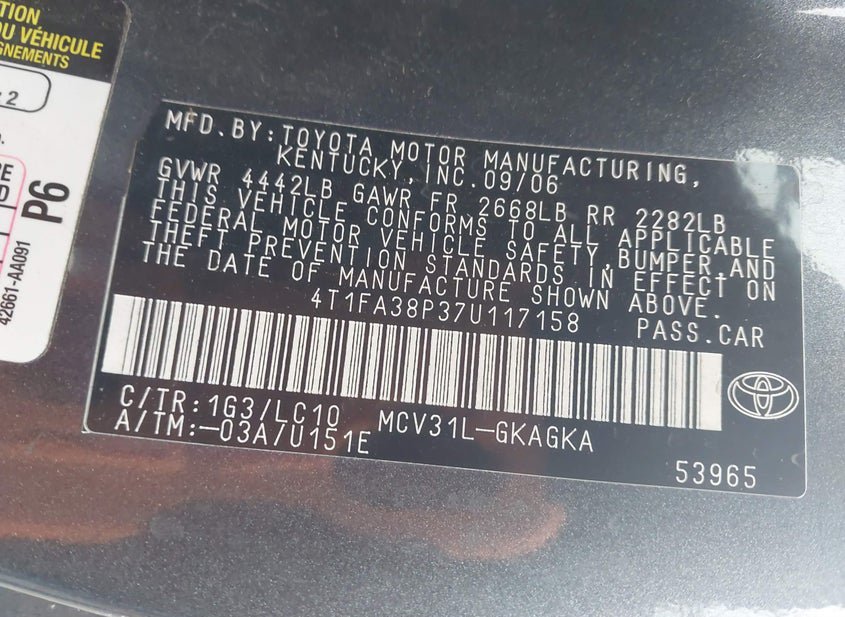 TION
DU VÉHICULE
GNEMENTS
2
P6
42661-AA091
MFD.BY:TOYOTA MOTOR MANUFACTURING,
KENTUCKY,INC.09/06
GVWR 4442LB GAWR FR 2668LB RR 2282LB
THIS VEHICLE CONFORMS TO ALL APPLICABLE
FEDERAL MOTOR VEHICLE SAFETY,BUMPER,AND
THEFT PREVENTION STANDARDS IN EFFECT ON
THE DATE OF MANUFACTURE SHOWN ABOVE.
4T1FA38P37U117158 PASS.CAR
C/TR:1G3/LC10 MCV31L-GKAGKA
A/TM:-03A/U151E
53965